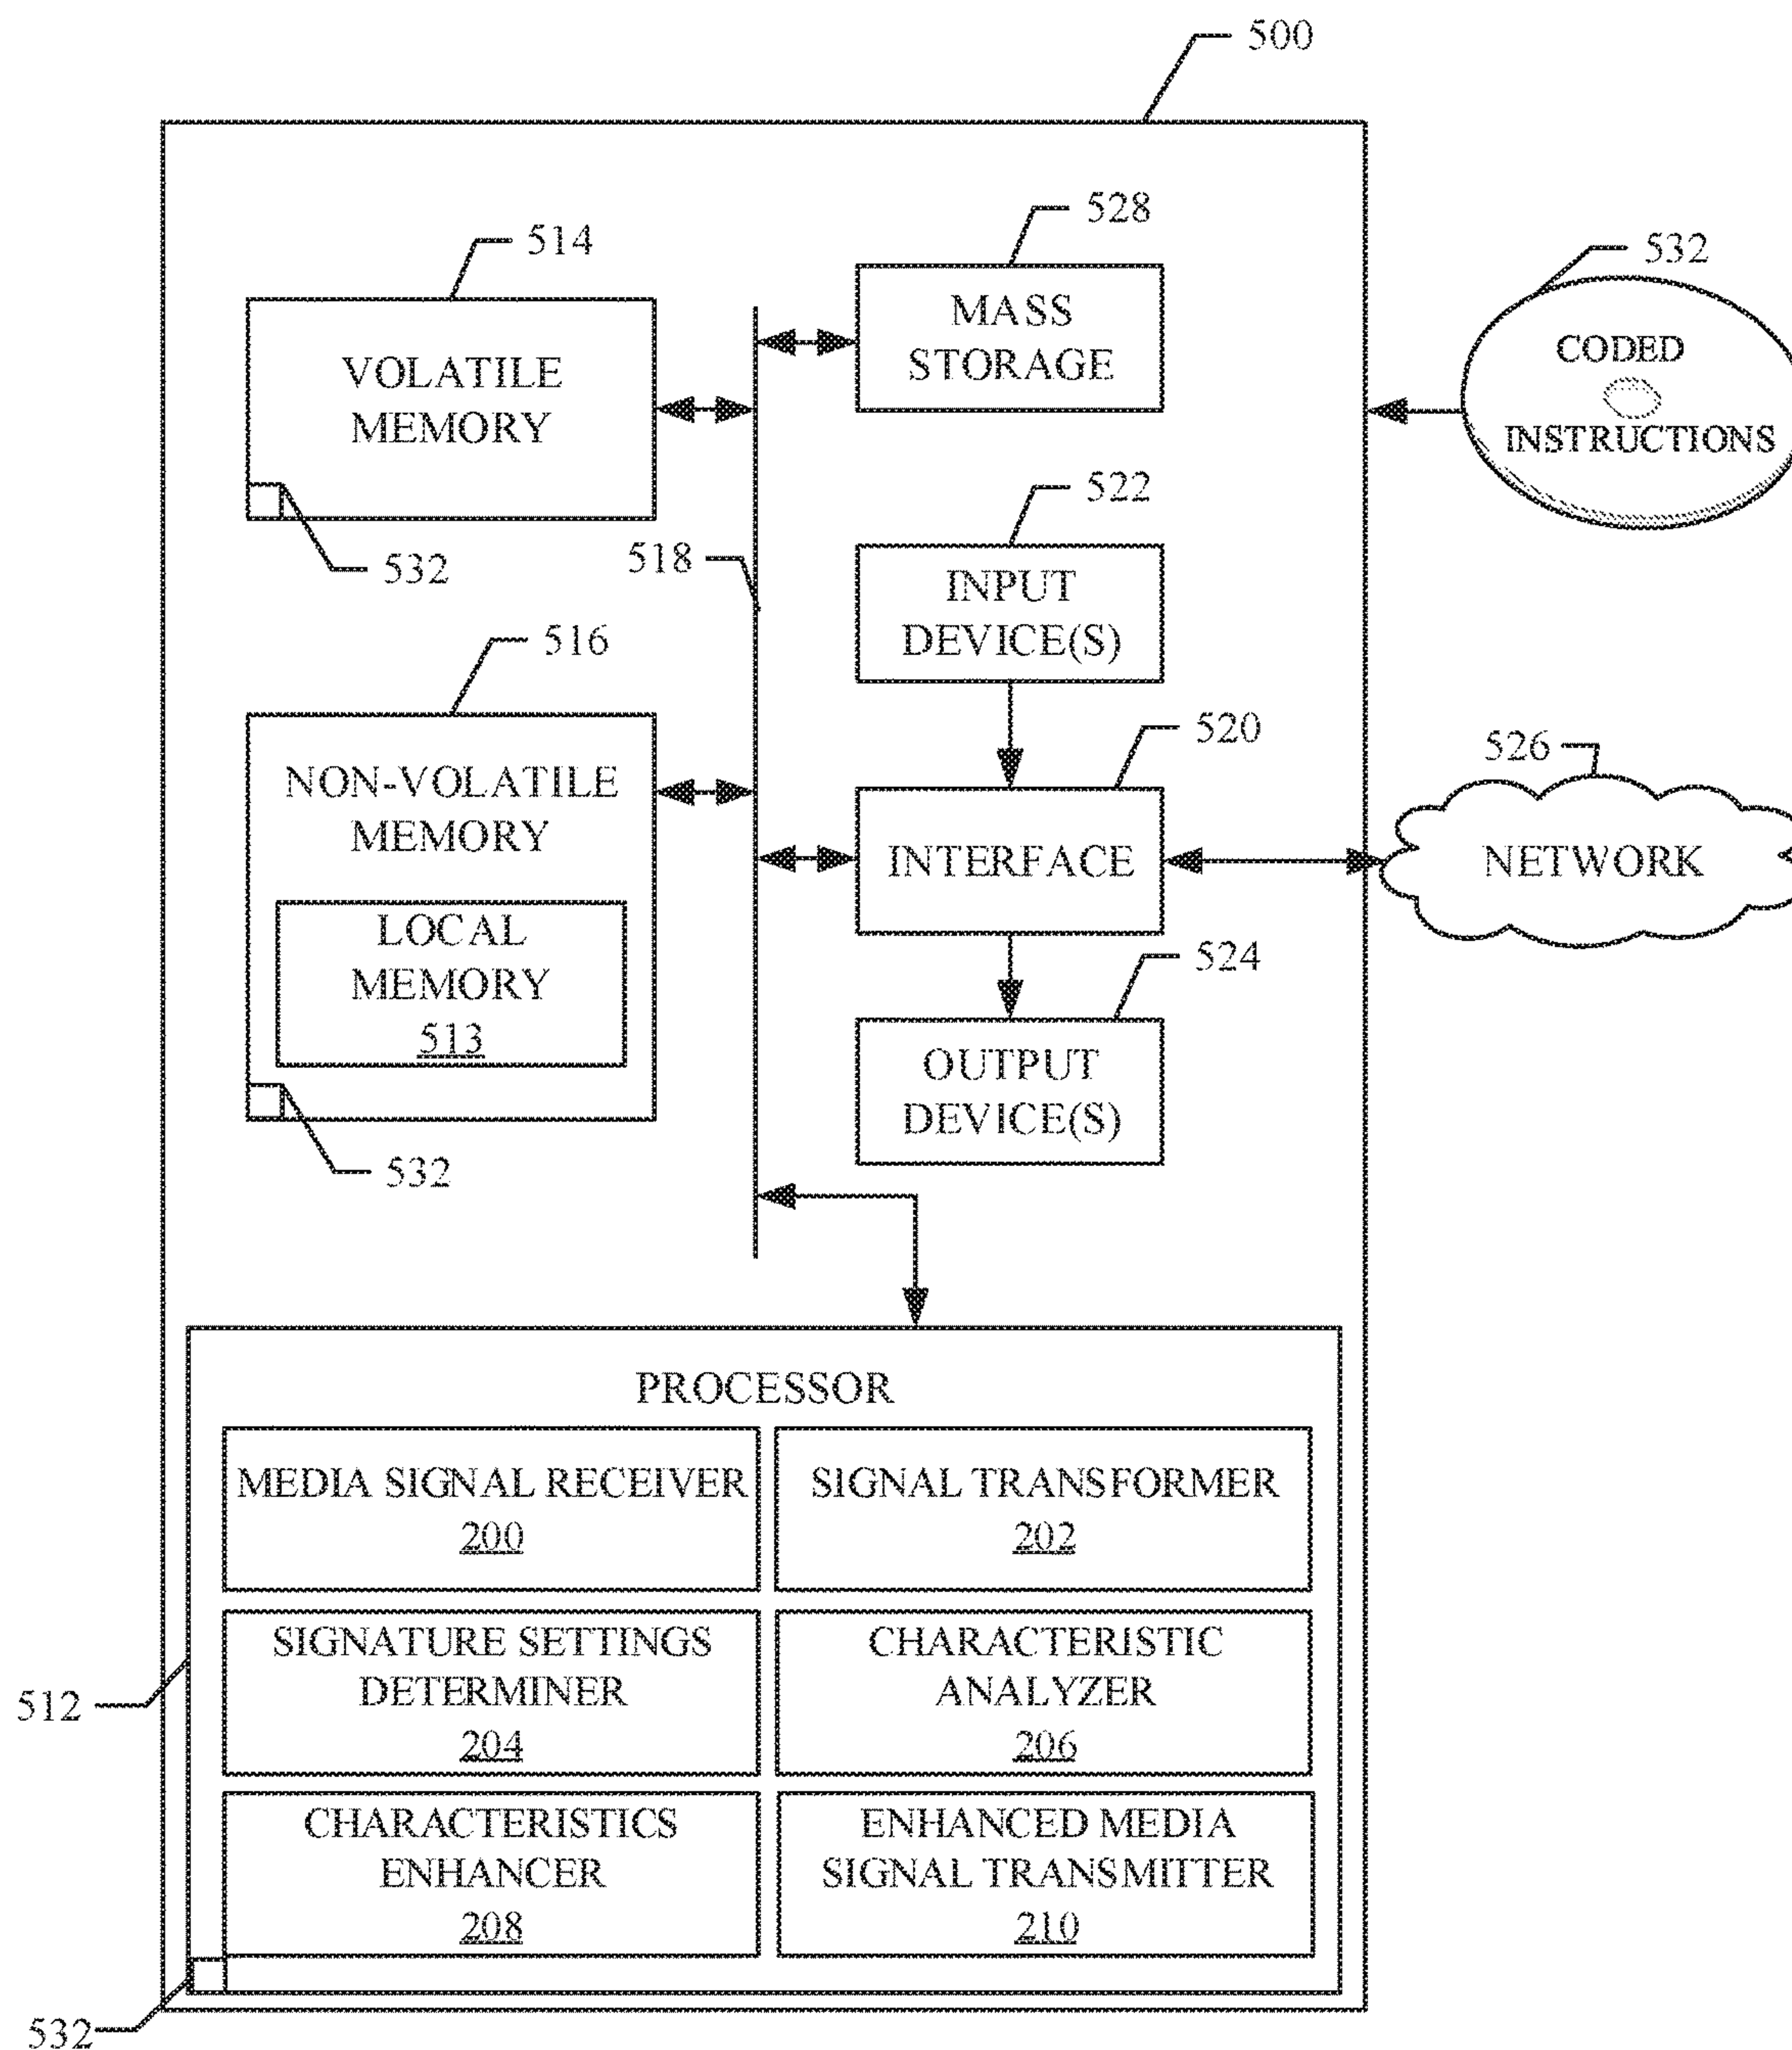 500
528
514
532
MASS
STORAGE
CODED
INSTRUCTIONS
VOLATILE
MEMORY
522
532
518
INPUT
DEVICE(S)
516
520
526
NON-VOLATILE
MEMORY
INTERFACE
NETWORK
LOCAL
MEMORY
513
524
OUTPUT
DEVICE(S)
532
PROCESSOR
MEDIA SIGNAL RECEIVER
200
SIGNAL TRANSFORMER
202
SIGNATURE SETTINGS
DETERMINER
204
CHARACTERISTIC
ANALYZER
206
512
CHARACTERISTICS
ENHANCER
208
ENHANCED MEDIA
SIGNAL TRANSMITTER
210
532